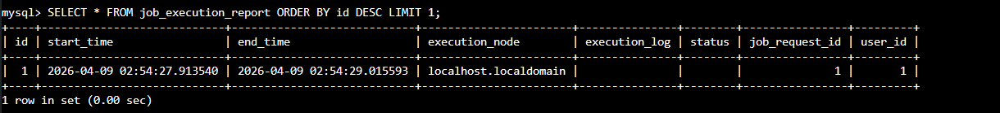 mysql> SELECT * FROM job_execution_report ORDER BY id DESC LIMIT 1;
+----+----------------------------+----------------------------+-----------------------+---------------+--------+----------------+---------+
| id | start_time                 | end_time                   | execution_node        | execution_log | status | job_request_id | user_id |
+----+----------------------------+----------------------------+-----------------------+---------------+--------+----------------+---------+
|  1 | 2026-04-09 02:54:27.913540 | 2026-04-09 02:54:29.015593 | localhost.localdomain |               |        |              1 |       1 |
+----+----------------------------+----------------------------+-----------------------+---------------+--------+----------------+---------+
1 row in set (0.00 sec)